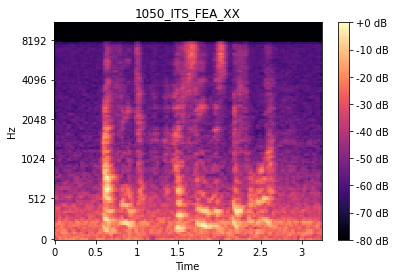 1050_ITS_FEA_XX
Hz
8192
4096
2048
1024
512
0
0 0.5 1 1.5 2 2.5 3
Time
+0 dB
-10 dB
-20 dB
-30 dB
-40 dB
-50 dB
-60 dB
-70 dB
-80 dB